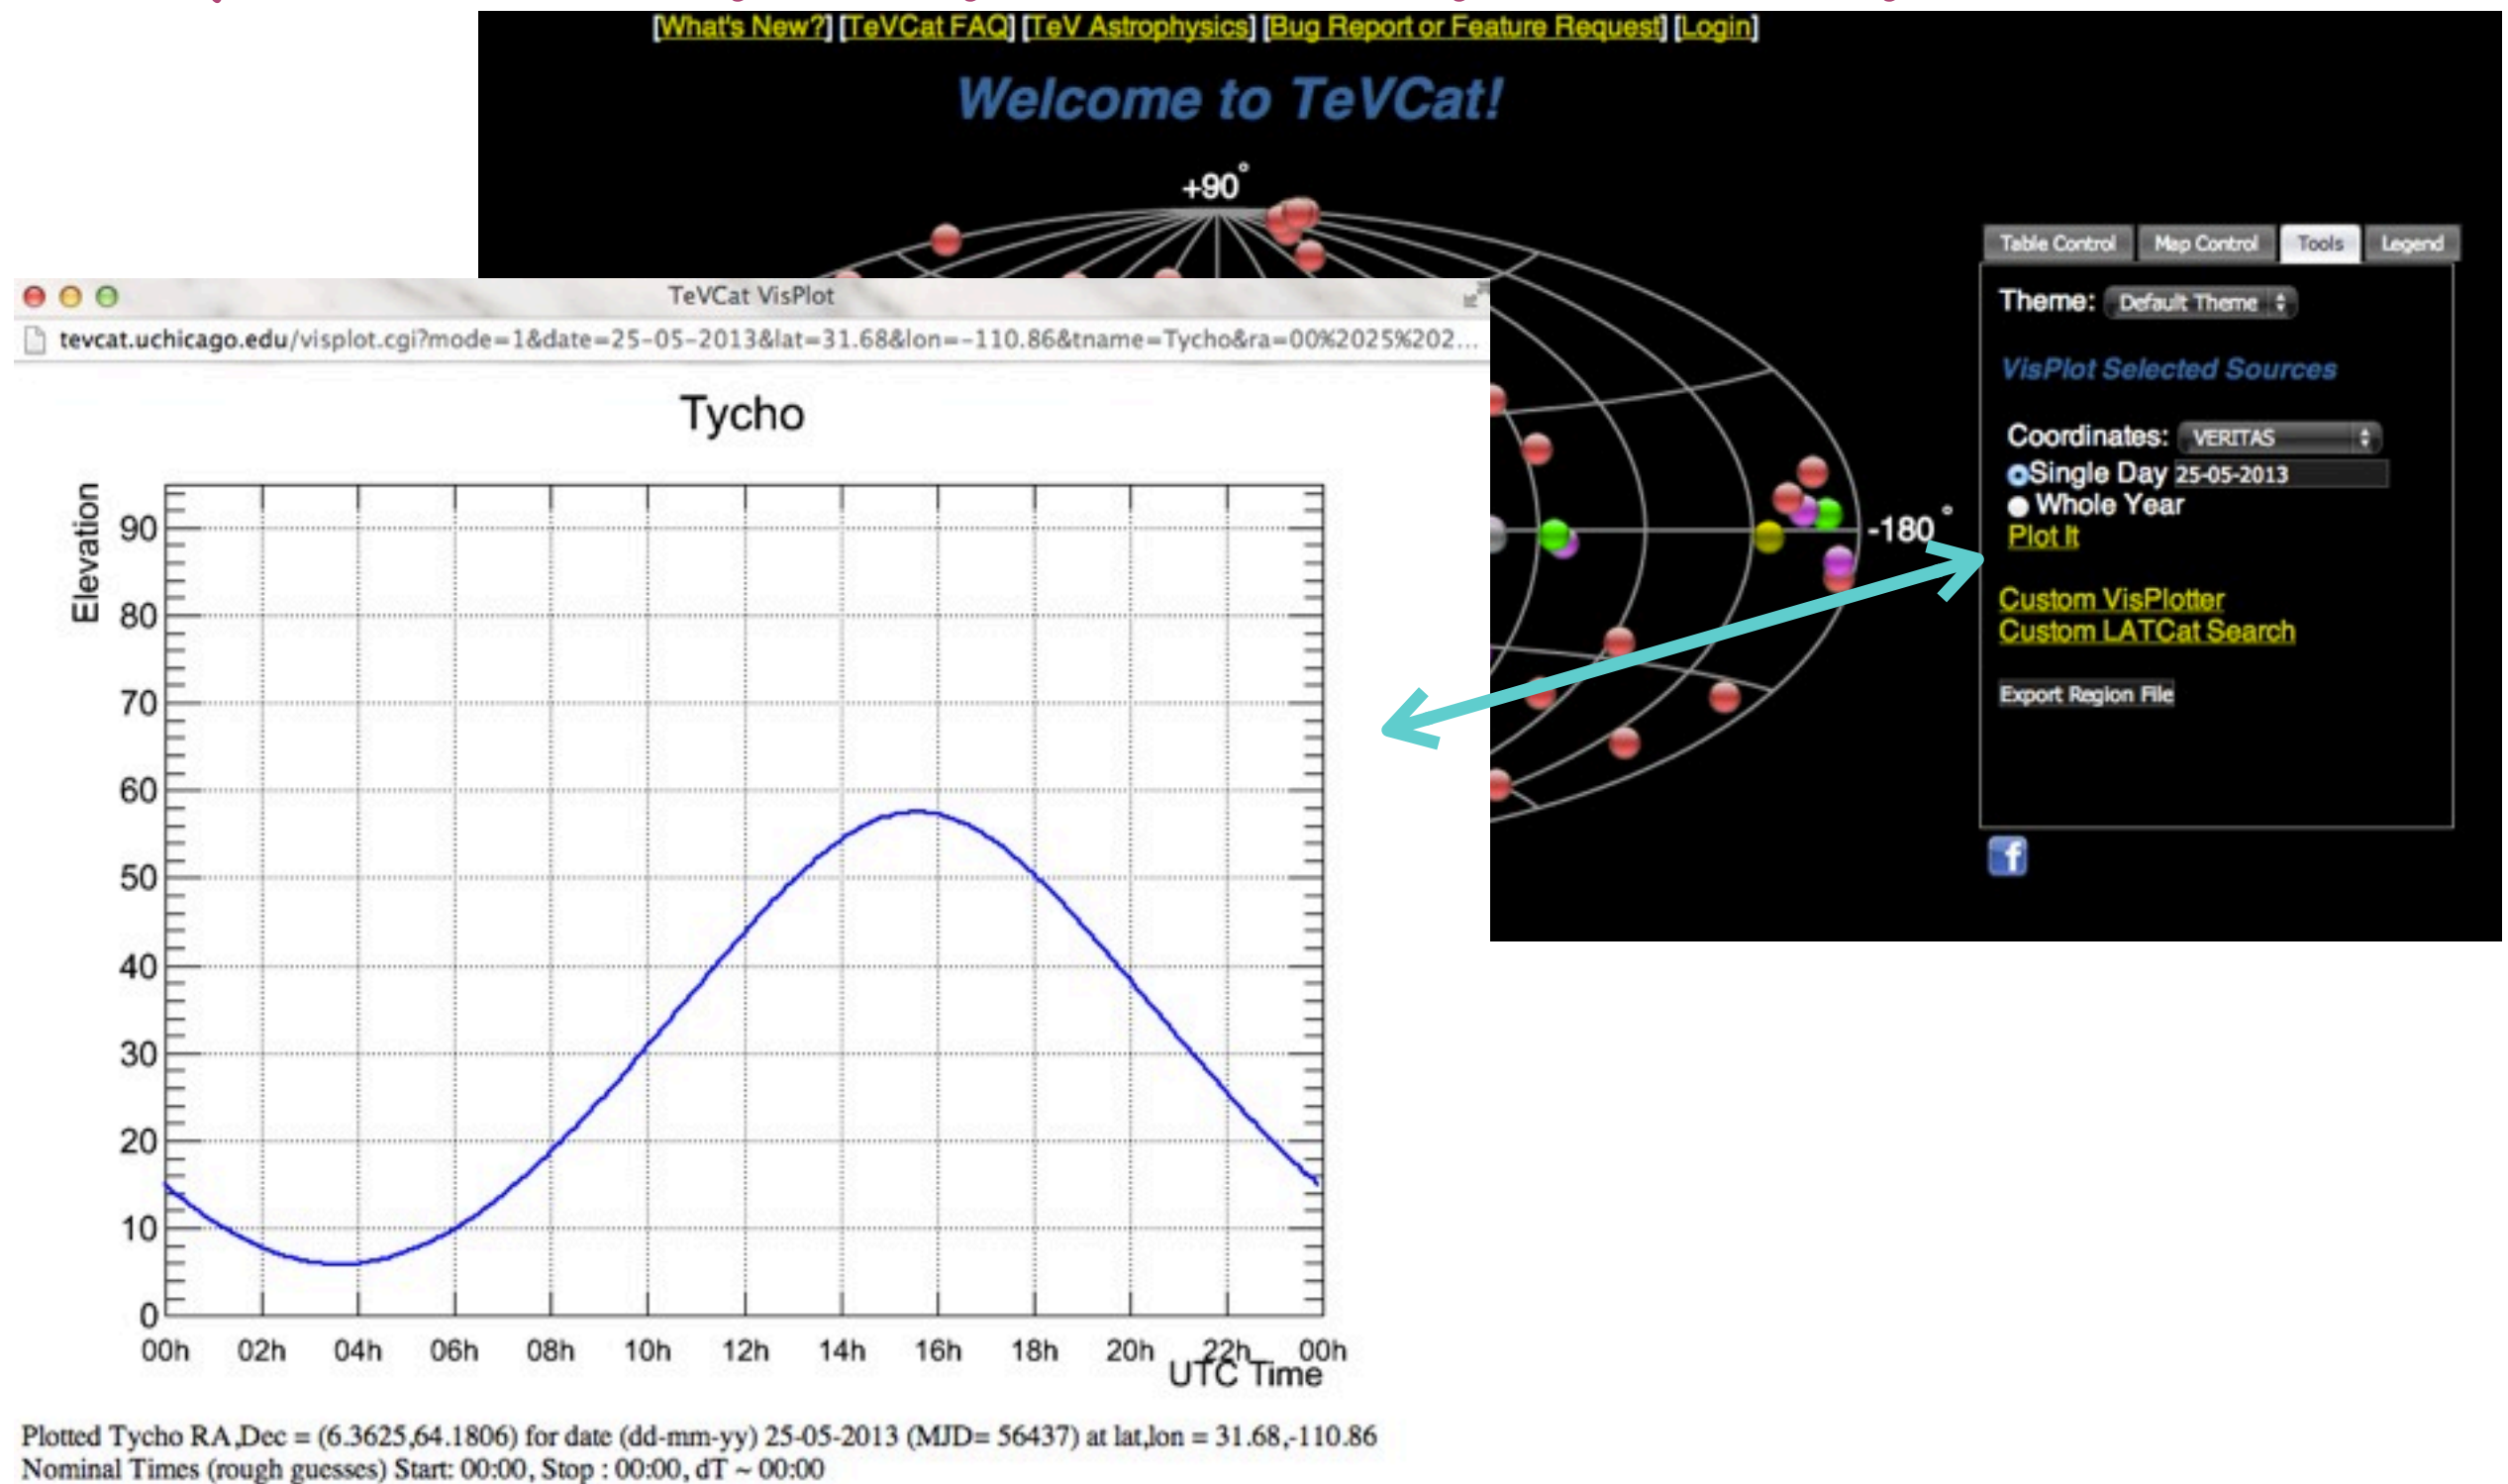 [What's New?] [TeVCat FAQ] [TeV Astrophysics] [Bug Report or Feature Request] [Login]
Welcome to TeVCat!
+90°
-180°
Table Control Map Control Tools Legend
Theme: Default Theme
VisPlot Selected Sources
Coordinates: VERITAS
Single Day 25-05-2013
Whole Year
Plot It
Custom VisPlotter
Custom LATCat Search
Export Region File
f
TeVCat VisPlot
tevcat.uchicago.edu/visplot.cgi?mode=1&date=25-05-2013&lat=31.68&lon=-110.86&tname=Tycho&ra=00%2025%202...
Tycho
Elevation
90
80
70
60
50
40
30
20
10
0
00h 02h 04h 06h 08h 10h 12h 14h 16h 18h 20h 22h 00h
UTC Time
Plotted Tycho RA,Dec = (6.3625,64.1806) for date (dd-mm-yy) 25-05-2013 (MJD= 56437) at lat,lon = 31.68,-110.86
Nominal Times (rough guesses) Start: 00:00, Stop : 00:00, dT ~ 00:00